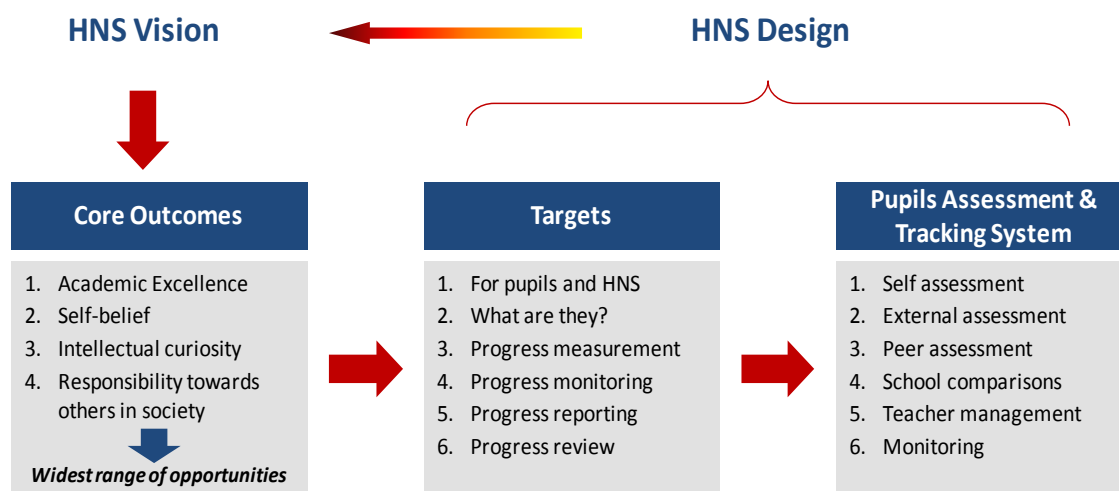 HNS Vision
HNS Design
Core Outcomes
1. Academic Excellence
2. Self-belief
3. Intellectual curiosity
4. Responsibility towards
others in society
Widest range of opportunities
Targets
1. For pupils and HNS
2. What are they?
3. Progress measurement
4. Progress monitoring
5. Progress reporting
6. Progress review
Pupils Assessment &
Tracking System
1. Self assessment
2. External assessment
3. Peer assessment
4. School comparisons
5. Teacher management
6. Monitoring